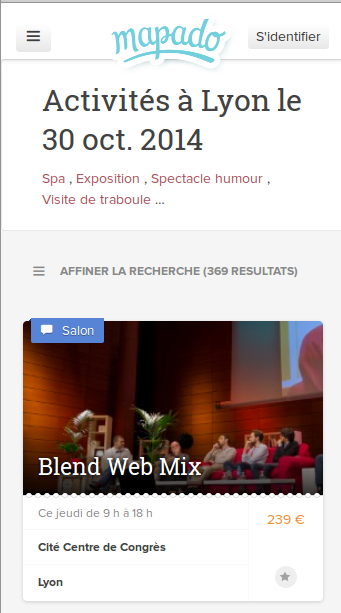 mapado
S'identifier
Activités à Lyon le
30 oct. 2014
Spa , Exposition , Spectacle humour ,
Visite de traboule ...
AFFINER LA RECHERCHE (369 RESULTATS)
Salon
Blend Web Mix
Ce jeudi de 9 h à 18 h
239 €
Cité Centre de Congrès
Lyon